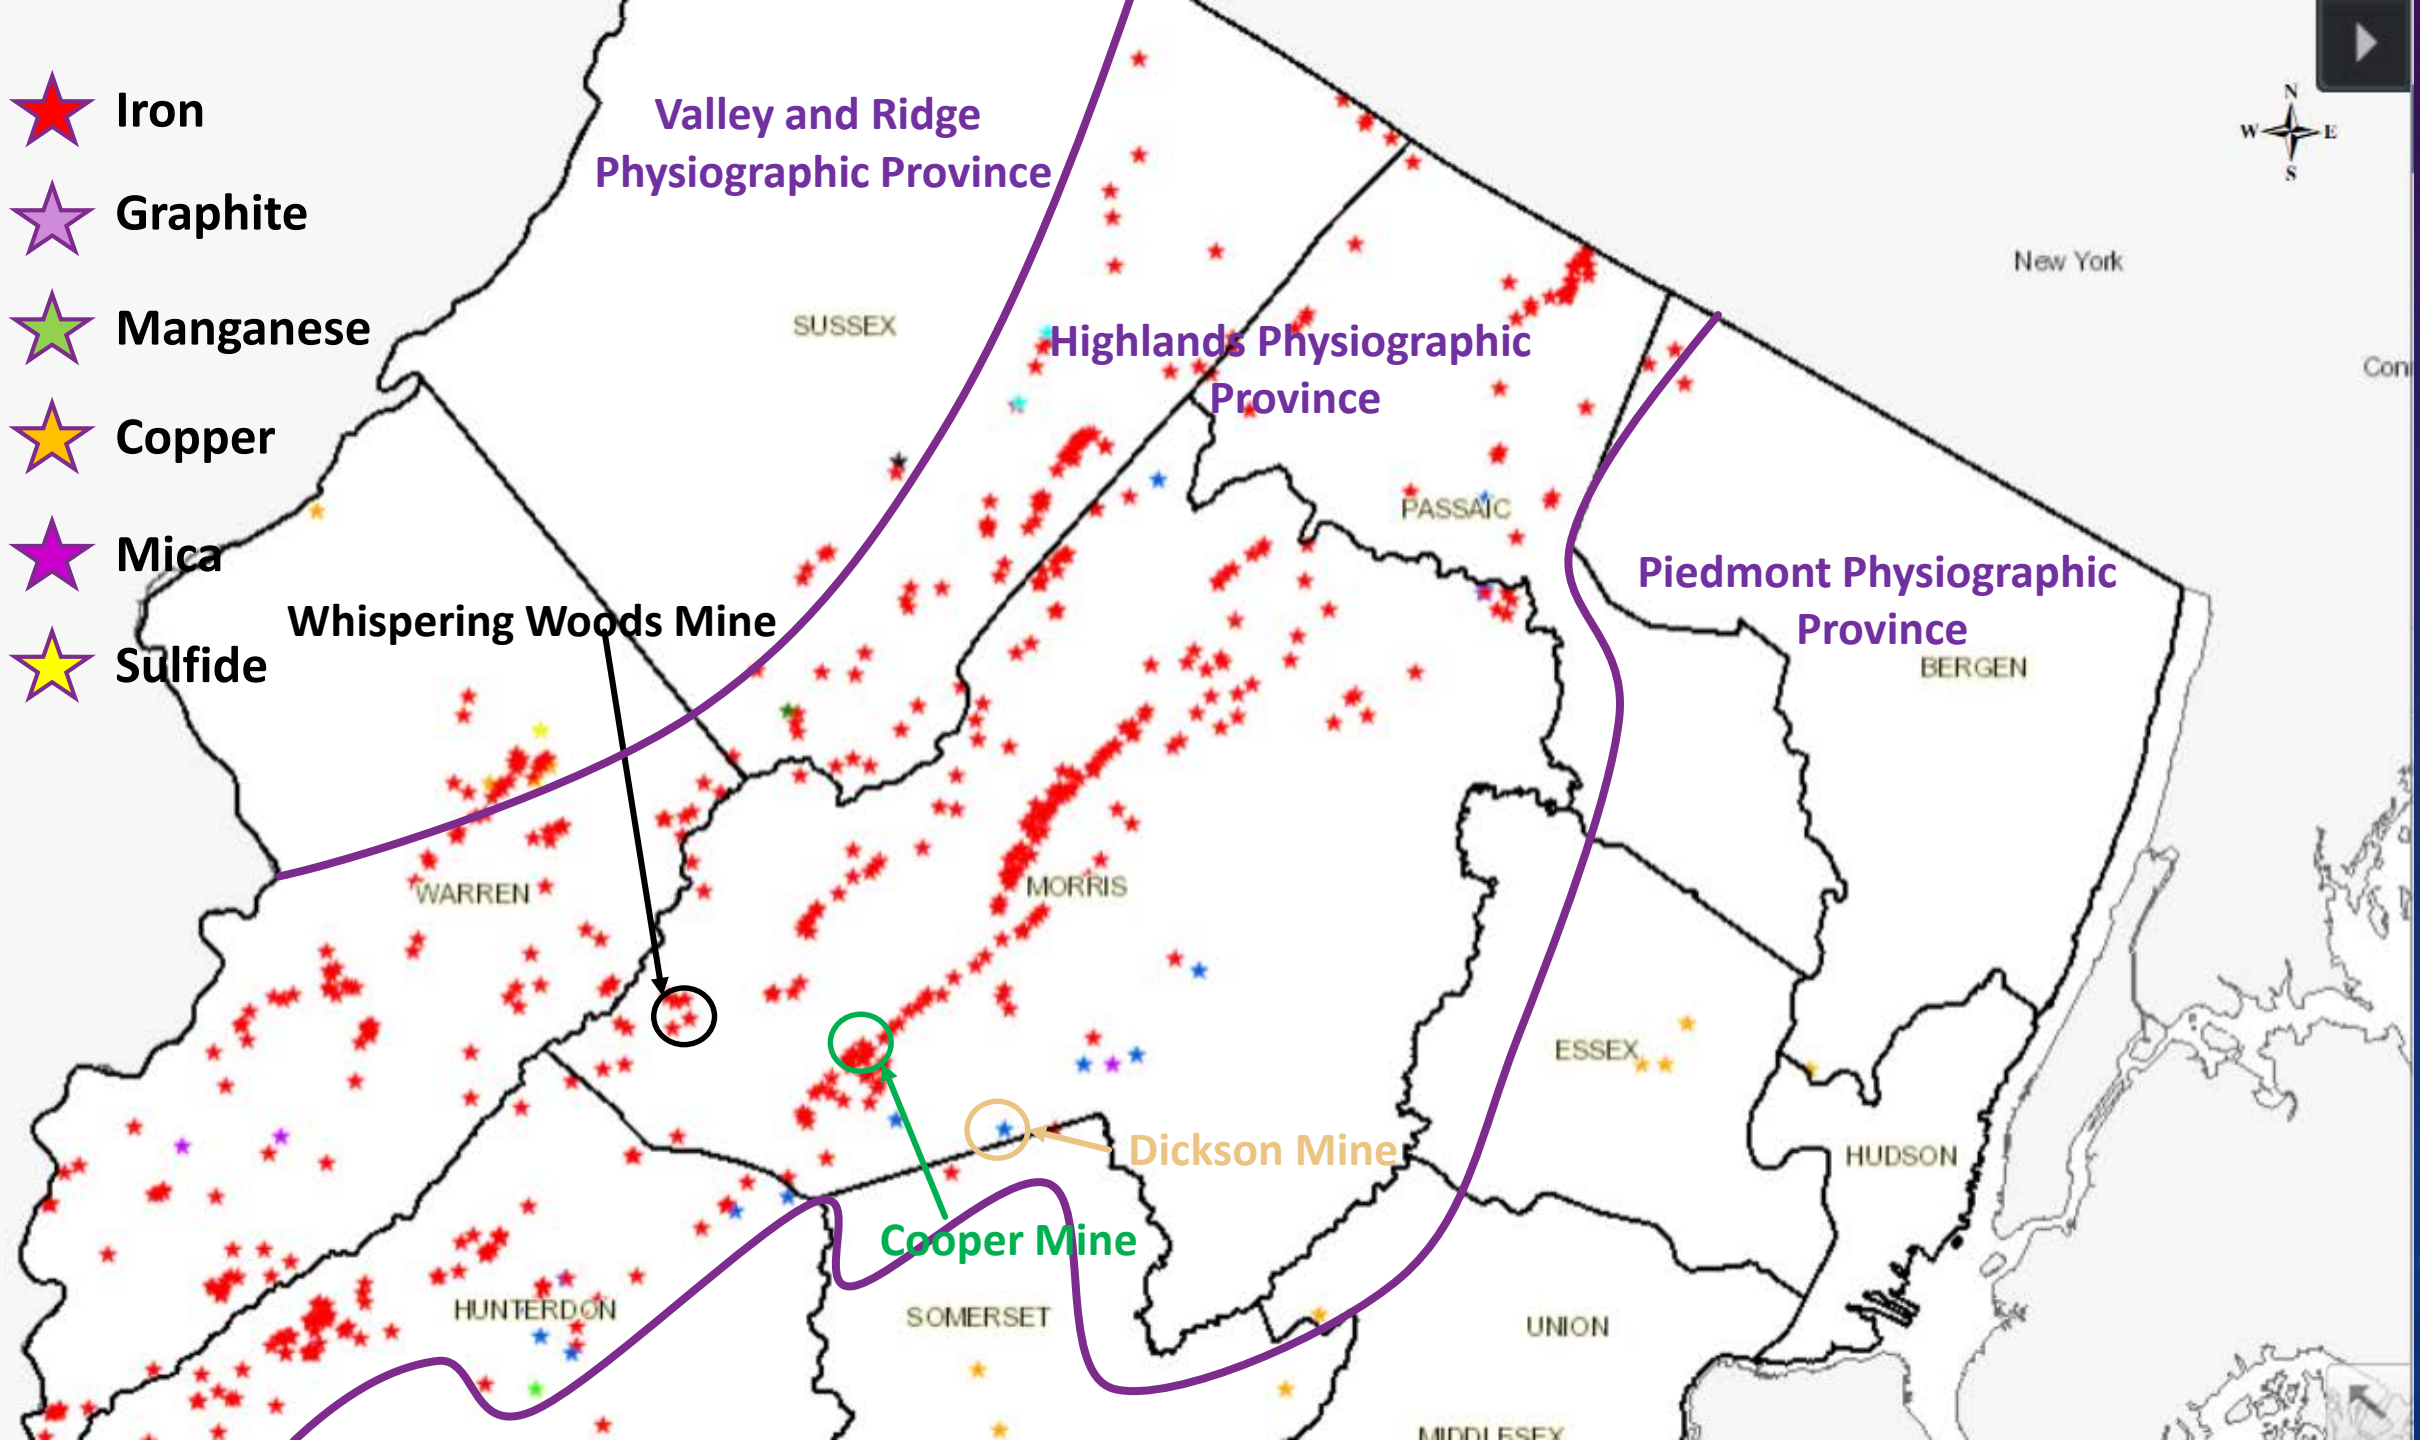 Iron
Graphite
Manganese
Copper
Mica
Sulfide
Valley and Ridge
Physiographic Province
SUSSEX
Highlands Physiographic
Province
N
W E
S
New York
Conn
PASSAIC
Piedmont Physiographic
Province
BERGEN
Whispering Woods Mine
WARREN
MORRIS
ESSEX
HUDSON
Dickson Mine
Cooper Mine
HUNTERDON
SOMERSET
UNION
MIDDLESEX